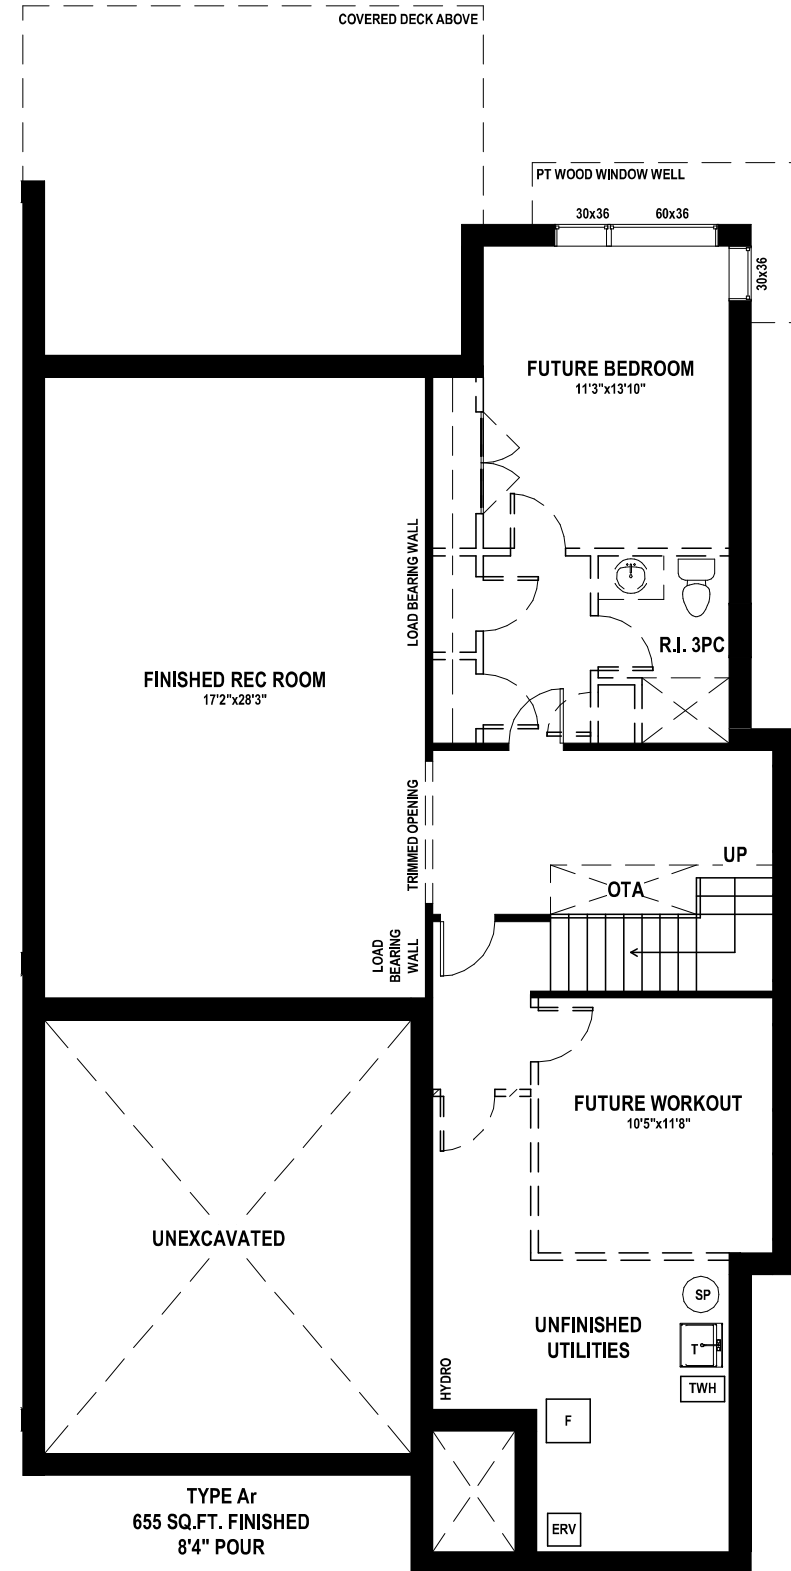 COVERED DECK ABOVE
PT WOOD WINDOW WELL
30x36
60x36
30x36
FUTURE BEDROOM
11'3"x13'10"
LOAD BEARING WALL
R.I. 3PC
FINISHED REC ROOM
17'2"x28'3"
TRIMMED OPENING
UP
OTA
LOAD
BEARING
WALL
FUTURE WORKOUT
10'5"x11'8"
UNEXCAVATED
SP
UNFINISHED
UTILITIES
T
TWH
HYDRO
F
ERV
TYPE Ar
655 SQ.FT. FINISHED
8'4" POUR